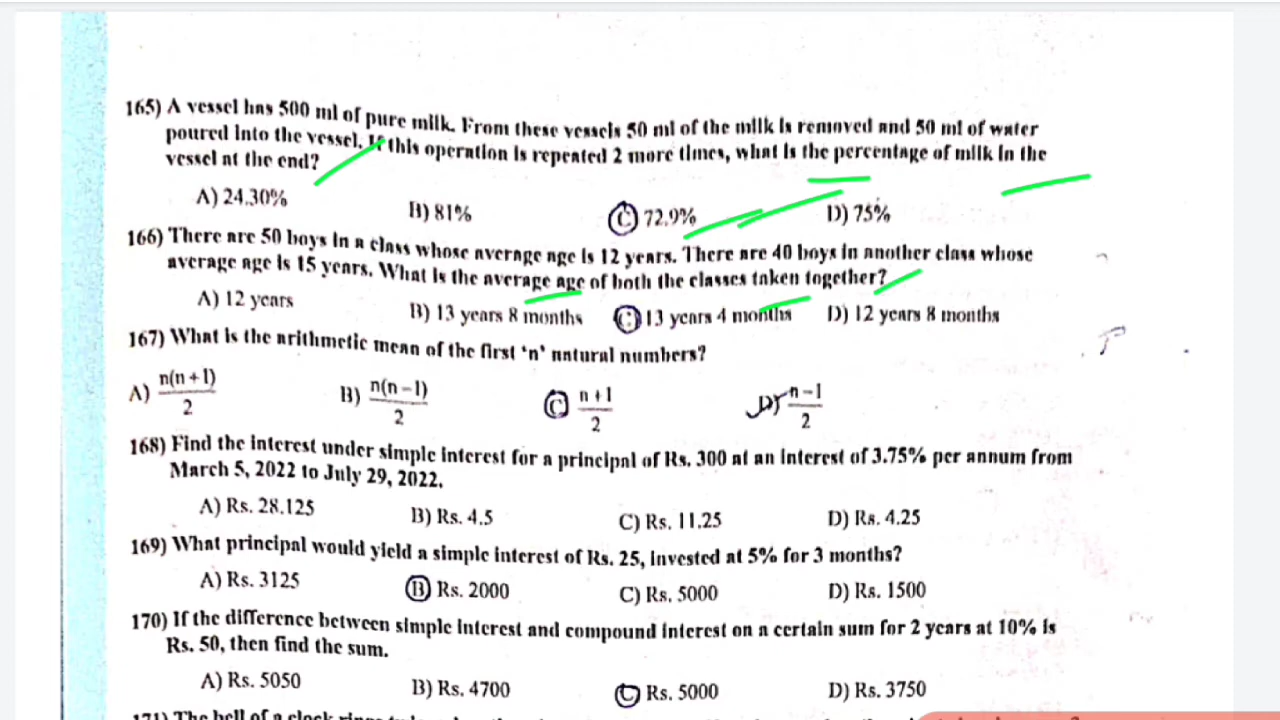 165) A vessel has 500 ml of pure milk. From these vessels 50 ml of the milk is removed and 50 ml of water
poured into the vessel. If this operation is repeated 2 more times, what is the percentage of milk in the
vessel at the end?
A) 24.30% B) 81% C) 72.9% D) 75%
166) There are 50 boys in a class whose average age is 12 years. There are 40 boys in another class whose
average age is 15 years. What is the average age of both the classes taken together?
A) 12 years B) 13 years 8 months C) 13 years 4 months D) 12 years 8 months
167) What is the arithmetic mean of the first 'n' natural numbers?
A) n(n+1)/2 B) n(n−1)/2 C) n+1/2 D) n−1/2
168) Find the interest under simple interest for a principal of Rs. 300 at an interest of 3.75% per annum from
March 5, 2022 to July 29, 2022.
A) Rs. 28.125 B) Rs. 4.5 C) Rs. 11.25 D) Rs. 4.25
169) What principal would yield a simple interest of Rs. 25, invested at 5% for 3 months?
A) Rs. 3125 B) Rs. 2000 C) Rs. 5000 D) Rs. 1500
170) If the difference between simple interest and compound interest on a certain sum for 2 years at 10% is
Rs. 50, then find the sum.
A) Rs. 5050 B) Rs. 4700 C) Rs. 5000 D) Rs. 3750
171) The bell of a clock rings